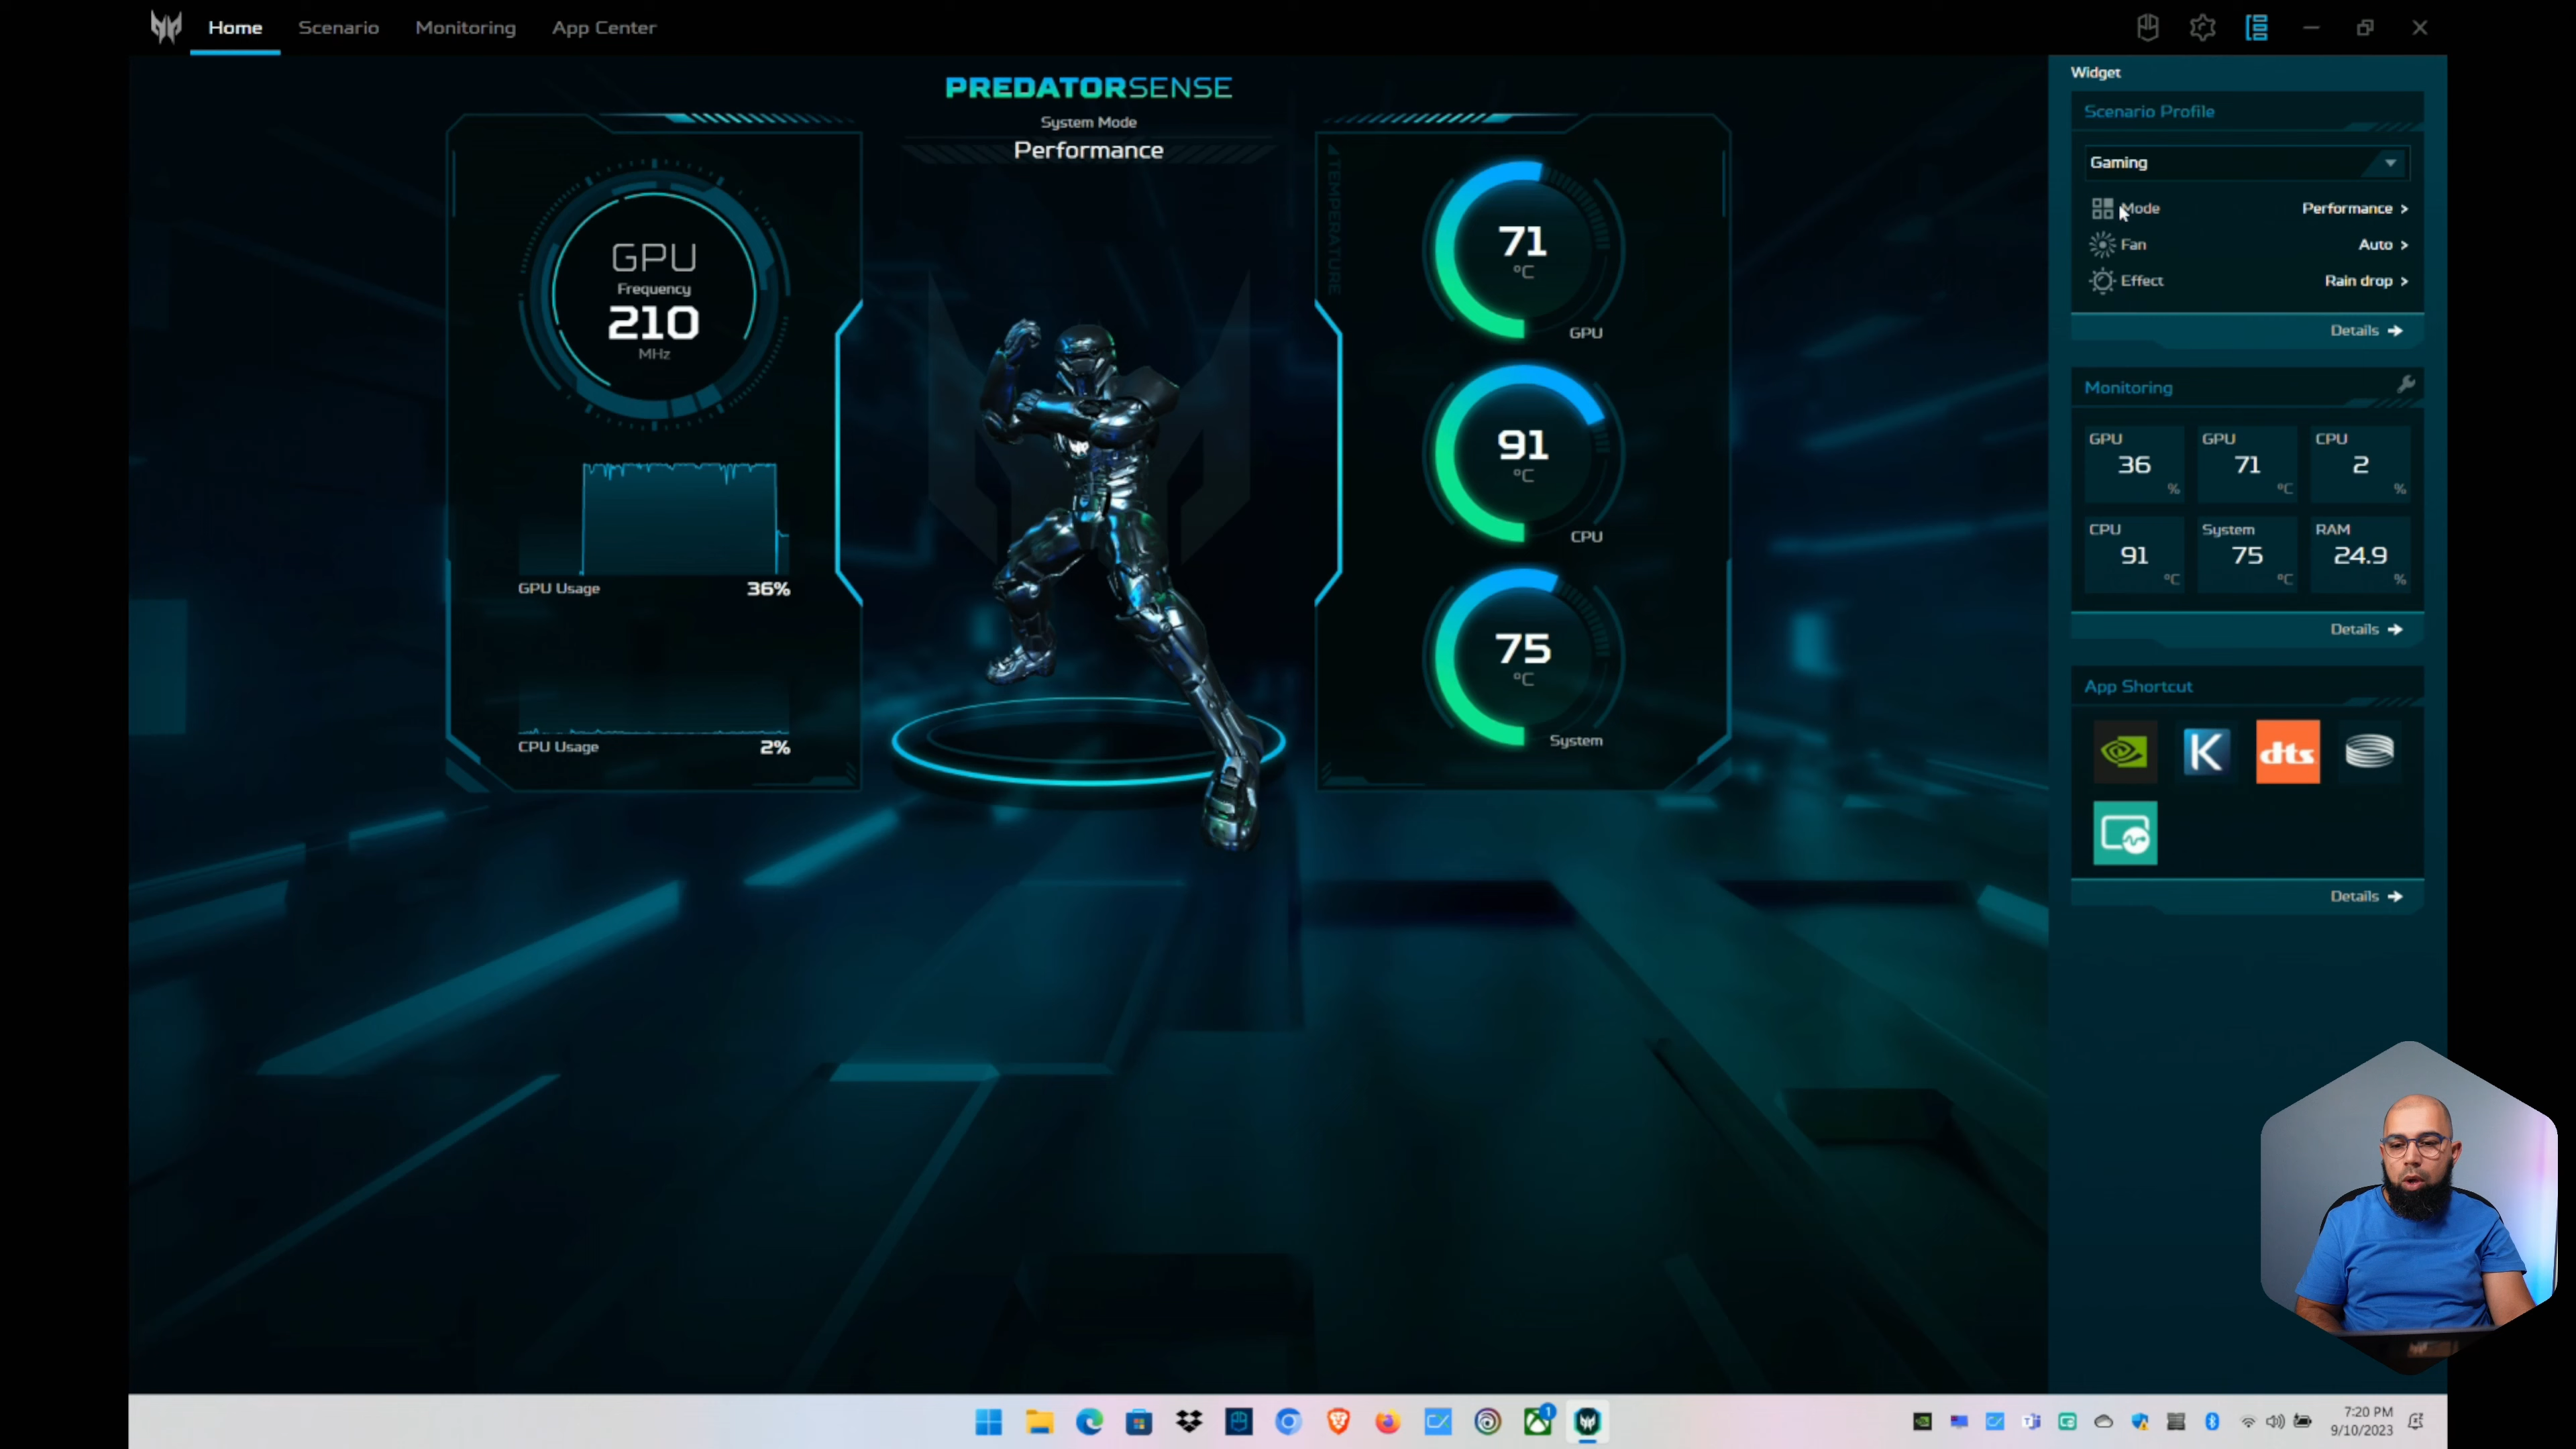 Home Scenario Monitoring App Center
PREDATORSENSE
System Mode
Performance
GPU
Frequency
210
MHz
GPU Usage 36%
CPU Usage 2%
TEMPERATURE
71
°C
GPU
91
°C
CPU
75
°C
System
Widget
Scenario Profile
Gaming
Mode Performance >
Fan Auto >
Effect Rain drop >
Details →
Monitoring
GPU GPU CPU
36 71 2
% °C %
CPU System RAM
91 75 24.9
°C °C %
Details →
App Shortcut
K dts
Details →
1
7:20 PM
9/10/2023